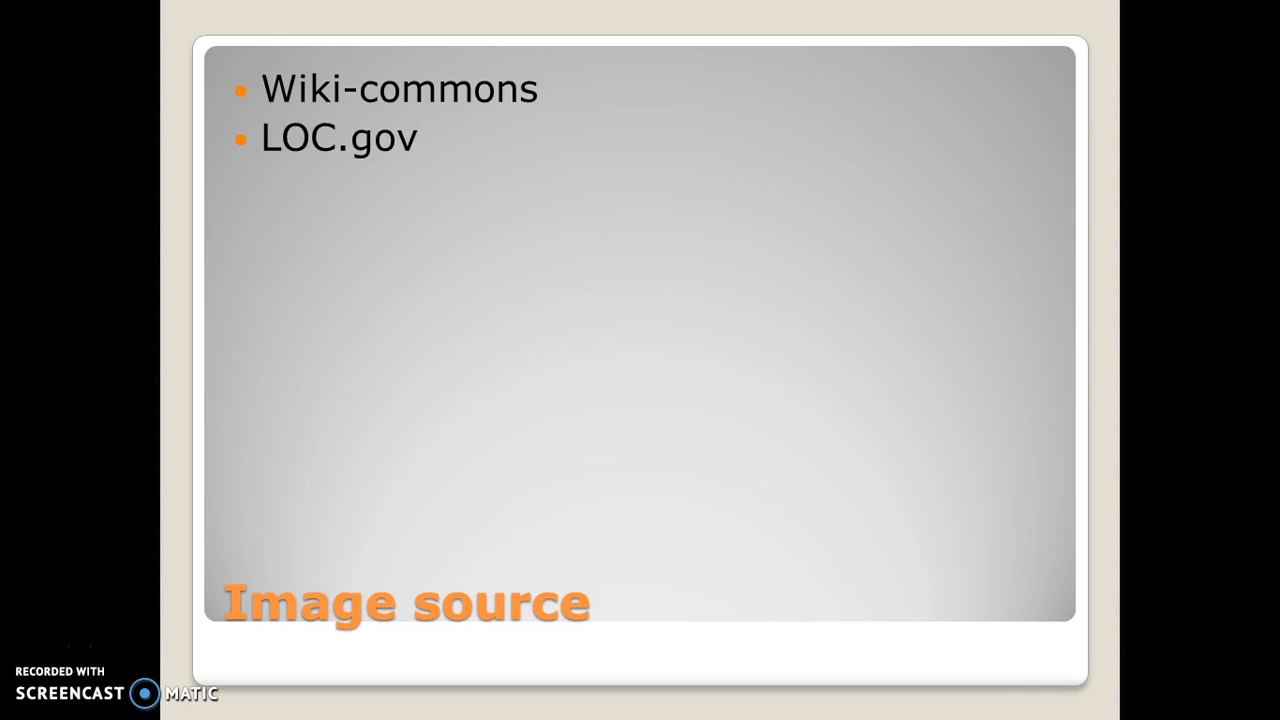 Wiki-commons
LOC.gov
Image source
RECORDED WITH
SCREENCAST MATIC